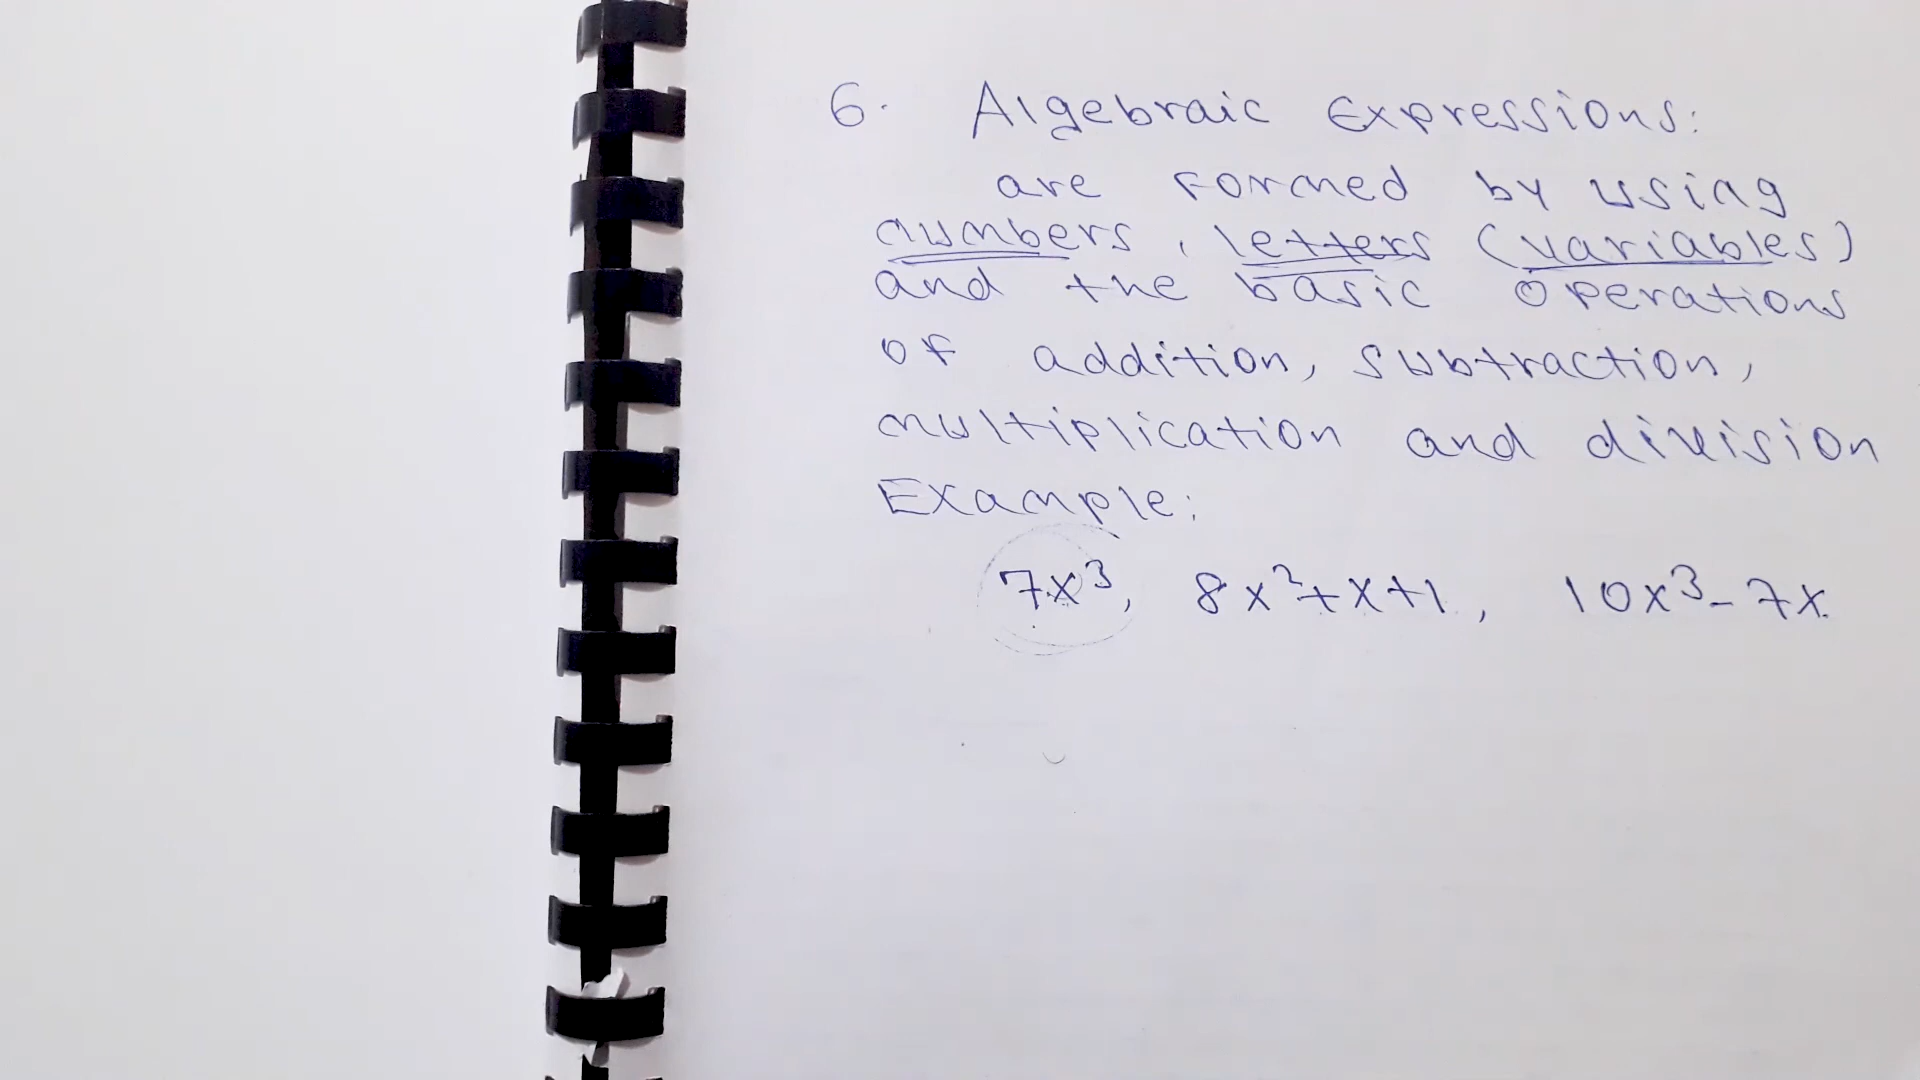 6. Algebraic Expressions:
are formed by using
numbers, letters (variables)
and the basic operations
of addition, subtraction,
multiplication and division
Example:
7x³, 8x²+x+1, 10x³-7x